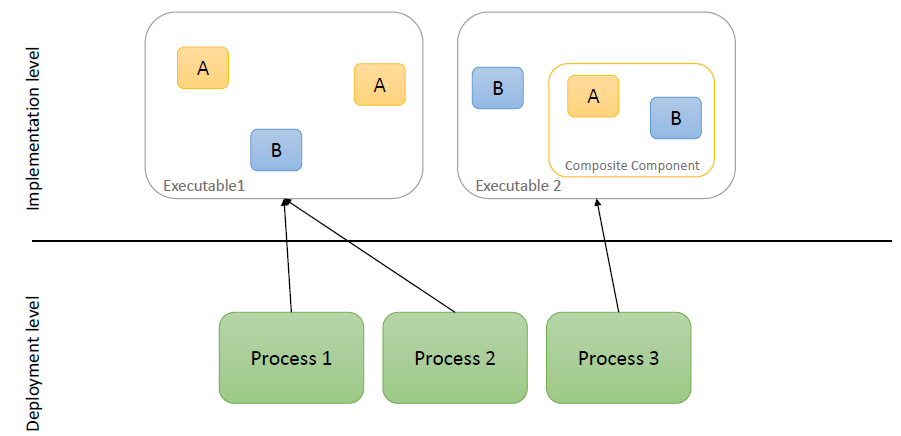 Implementation level
A
A
B
Executable1
B
A
B
Composite Component
Executable 2
Deployment level
Process 1
Process 2
Process 3